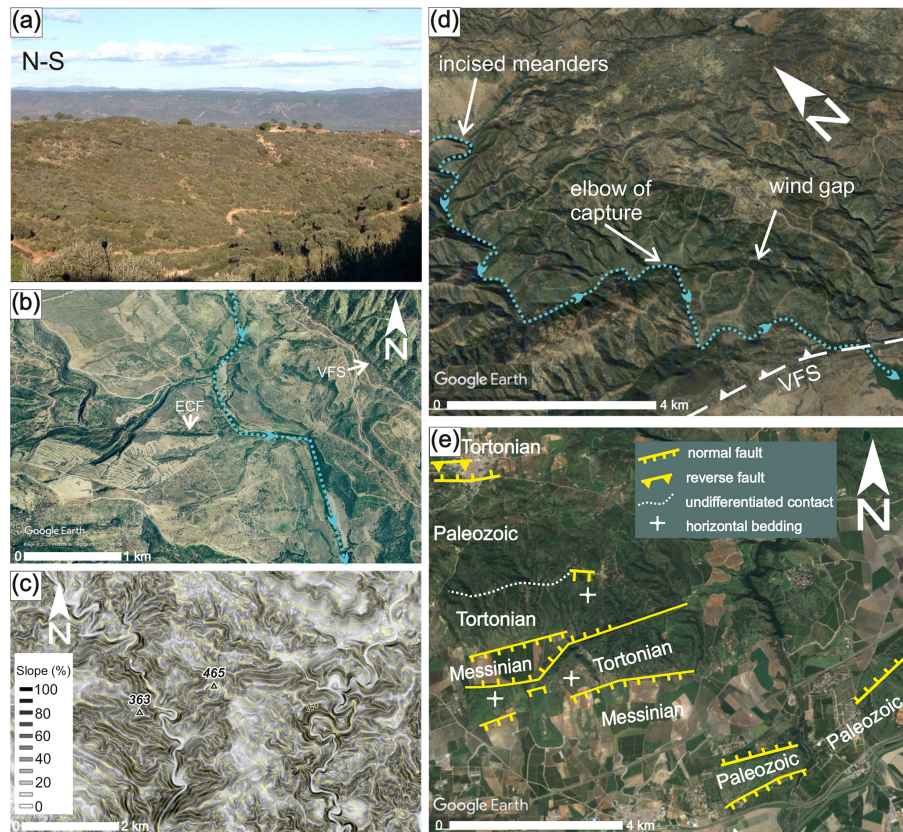 (a)
N-S
(b)
N
VFS
ECF
Google Earth
0
1 km
(c)
N
Slope (%)
100
80
60
40
20
0
363
465
350
0
2 km
(d)
incised meanders
N
elbow of
capture
wind gap
VFS
Google Earth
0
4 km
(e)
Tortonian
normal fault
reverse fault
undifferentiated contact
horizontal bedding
N
Paleozoic
Tortonian
Messinian
Tortonian
Messinian
Paleozoic
Paleozoic
Google Earth
0
4 km